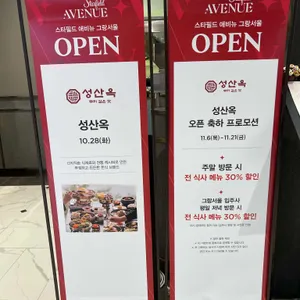 Starfield
AVENUE
스타필드 애비뉴 그랑서울
OPEN
성산옥
10.28(화)
AVENUE
스타필드 애비뉴 그랑서울
OPEN
성산옥
성산옥
오픈 축하 프로모션
11.6(목)~11.21(금)
+
주말 방문 시
전 식사 메뉴 30% 할인
+
그랑서울 입주사
평일 저녁 방문 시
전 식사 메뉴 30% 할인